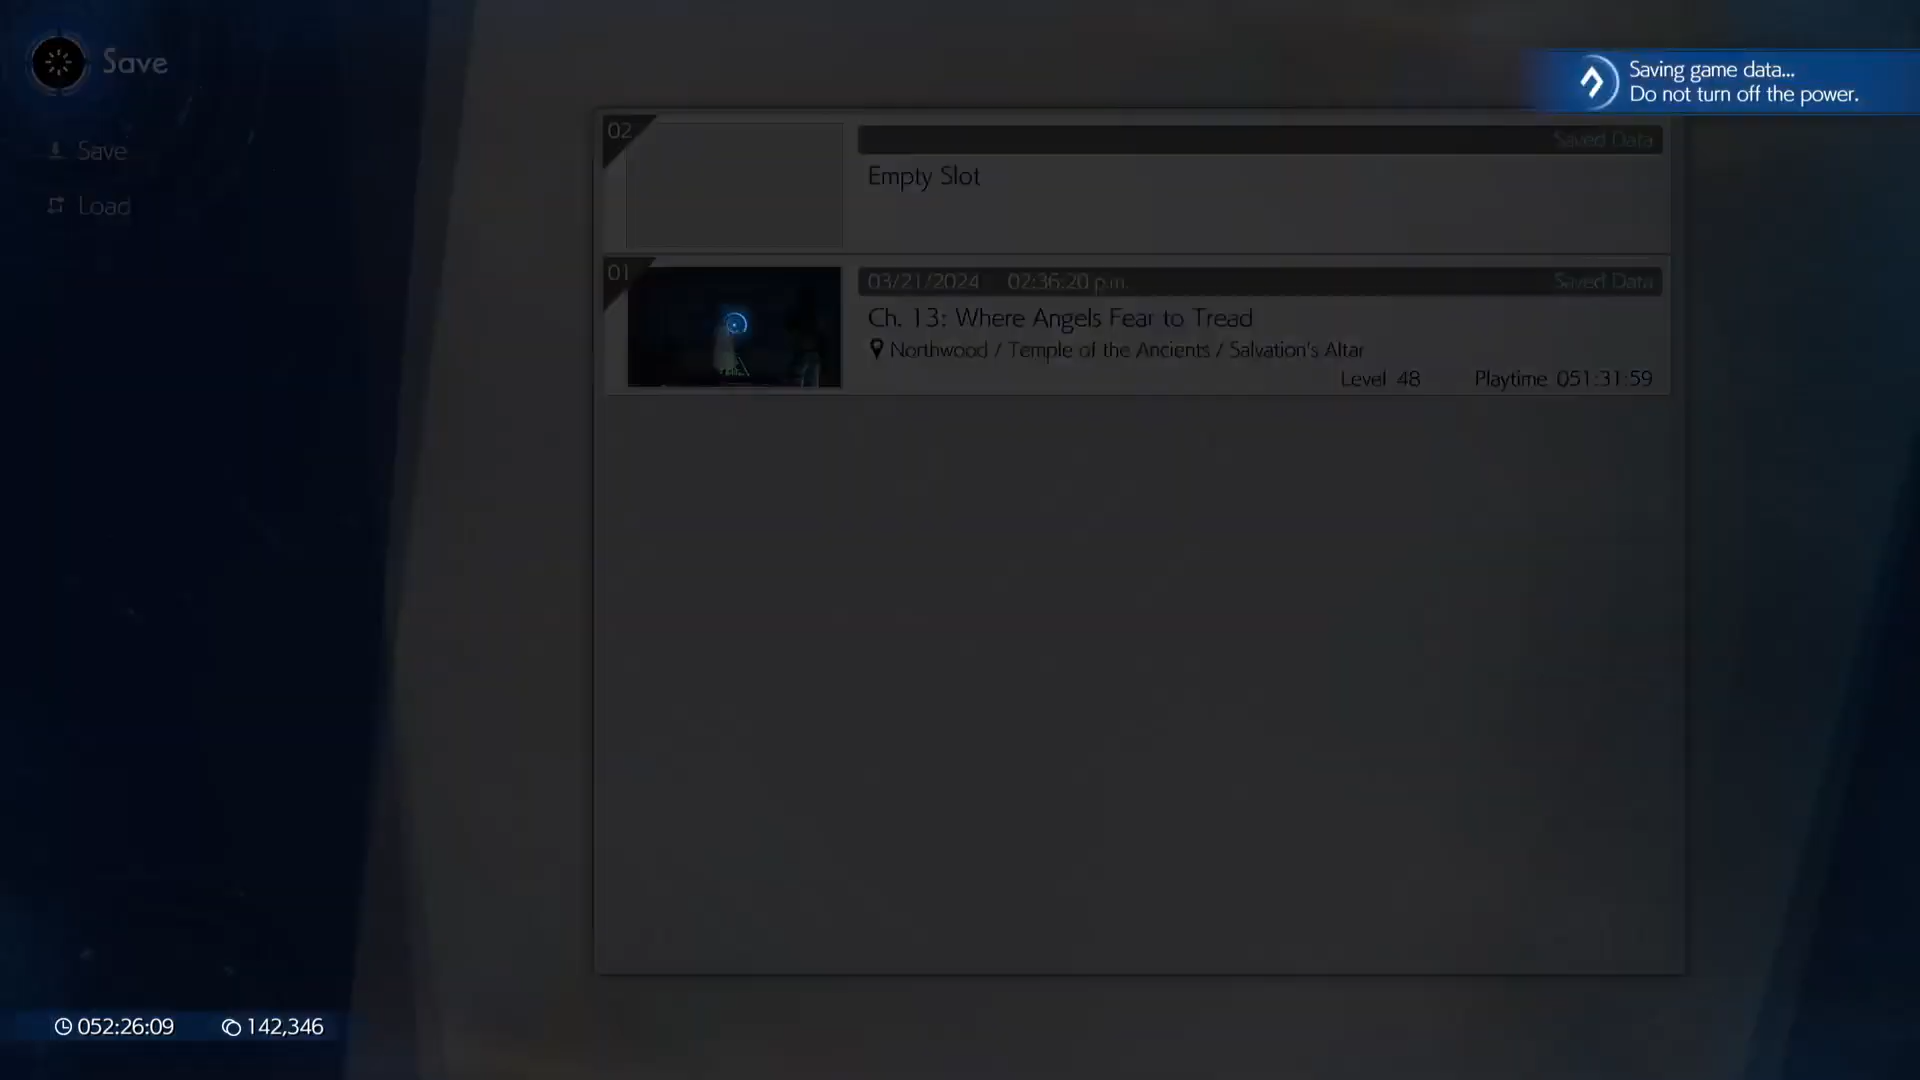 Save
Saving game data...
Do not turn off the power.
Save
Load
02
Saved Data
Empty Slot
01
03/21/2024 02:36:20 p.m.
Saved Data
Ch. 13: Where Angels Fear to Tread
Northwood / Temple of the Ancients / Salvation's Altar
Level 48 Playtime 051:31:59
052:26:09 142,346